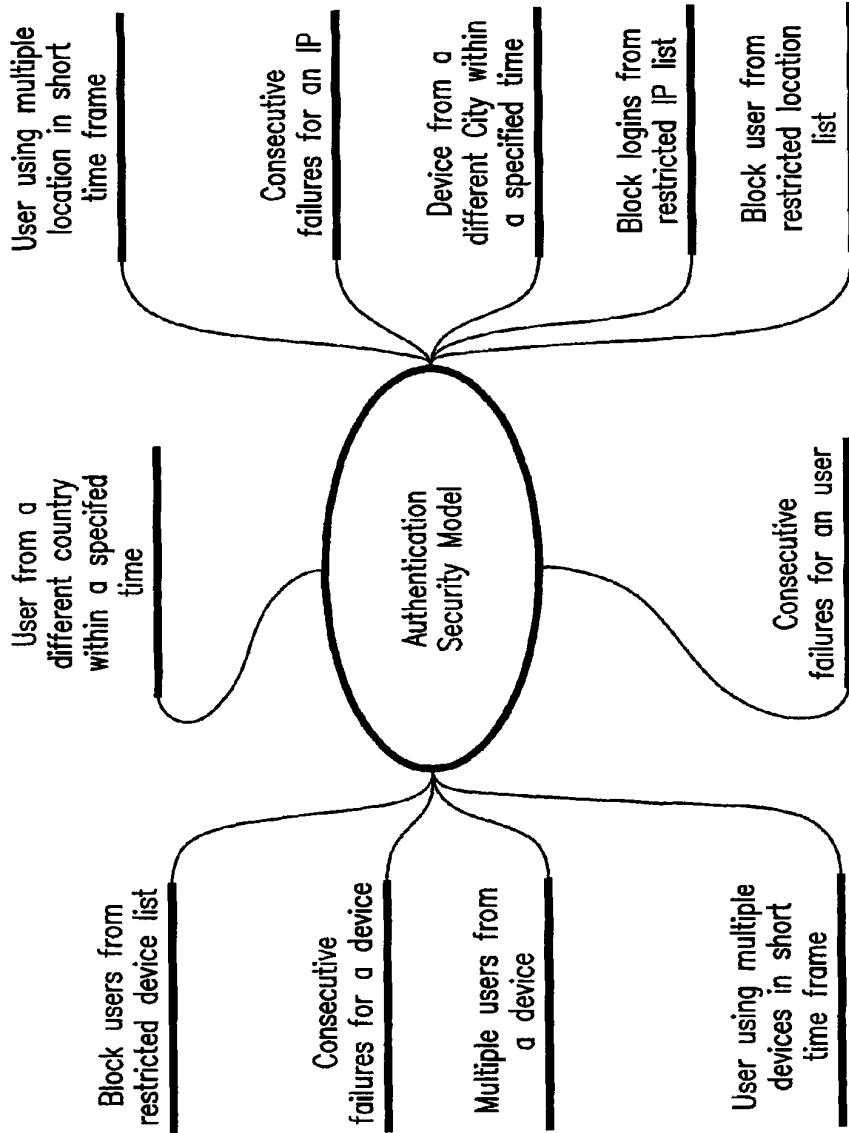 Block users from
restricted device list
Consecutive
failures for a device
Multiple users from
a device
User using multiple
devices in short
time frame
User from a
different country
within a specifed
time
Authentication
Security Model
Consecutive
failures for an user
User using multiple
location in short
time frame
Consecutive
failures for an IP
Device from a
different City within
a specified time
Block logins from
restricted IP list
Block user from
restricted location
list